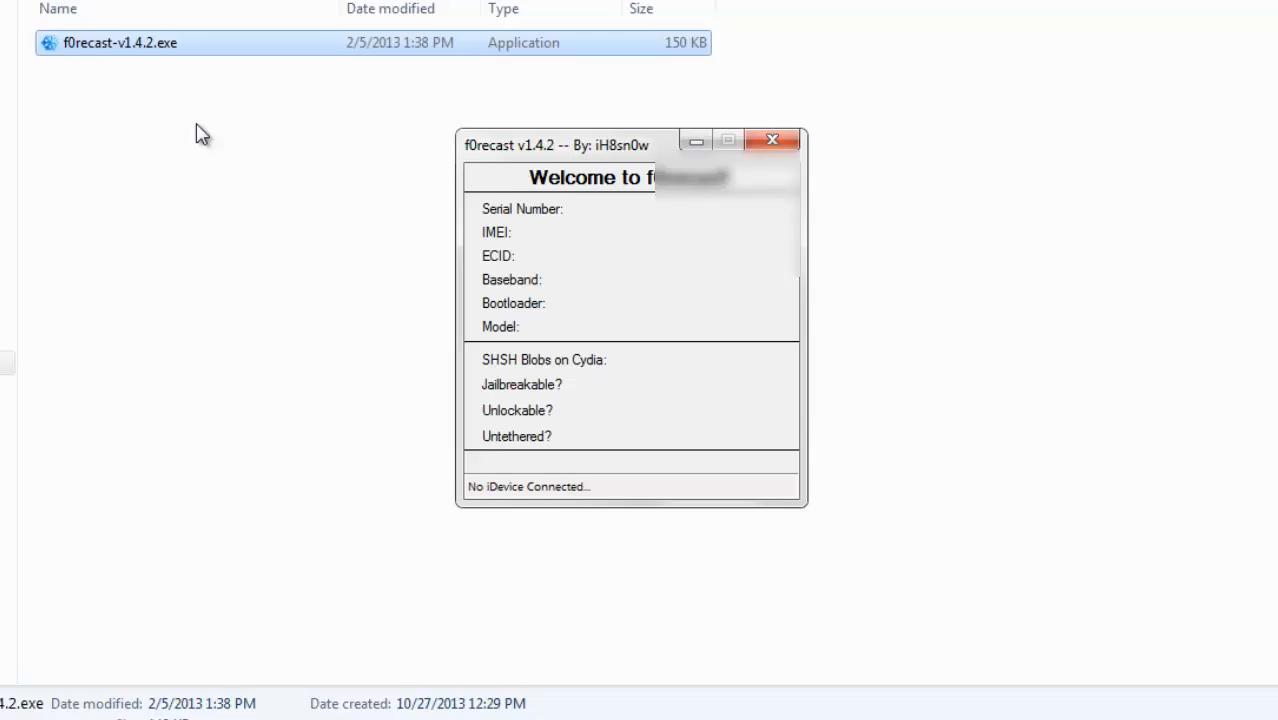 Name Date modified Type Size
f0recast-v1.4.2.exe 2/5/2013 1:38 PM Application 150 KB
f0recast v1.4.2 -- By: iH8sn0w
Welcome to
Serial Number:
IMEI:
ECID:
Baseband:
Bootloader:
Model:
SHSH Blobs on Cydia:
Jailbreakable?
Unlockable?
Untethered?
No iDevice Connected...
4.2.exe Date modified: 2/5/2013 1:38 PM Date created: 10/27/2013 12:29 PM